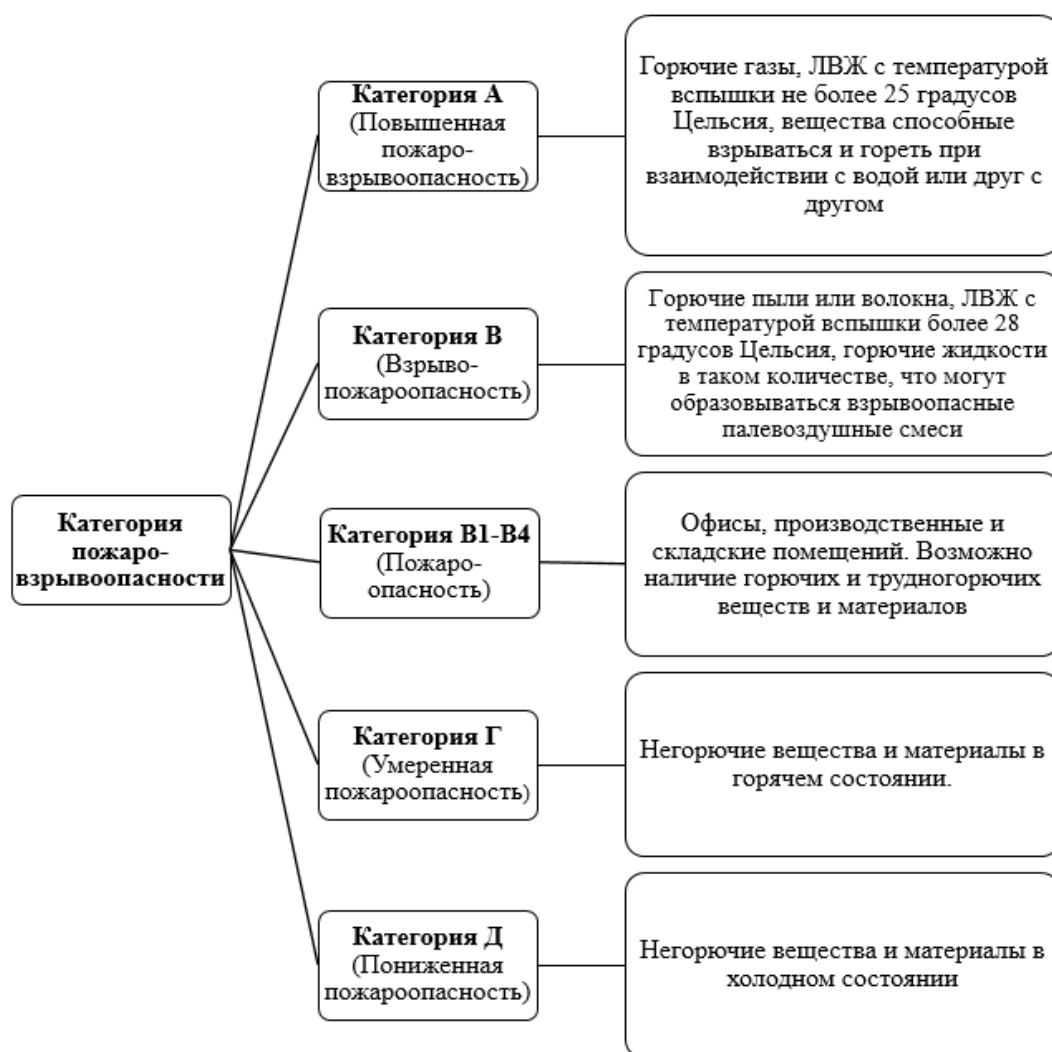 Категория
пожаро-
взрывоопасности
Категория А
(Повышенная
пожаро-
взрывоопасность)
Горючие газы, ЛВЖ с температурой
вспышки не более 25 градусов
Цельсия, вещества способные
взрываться и гореть при
взаимодействии с водой или друг с
другом
Категория В
(Взрыво-
пожароопасность)
Горючие пыли или волокна, ЛВЖ с
температурой вспышки более 28
градусов Цельсия, горючие жидкости
в таком количестве, что могут
образовываться взрывоопасные
палевоздушные смеси
Категория В1-В4
(Пожаро-
опасность)
Офисы, производственные и
складские помещений. Возможно
наличие горючих и трудногорючих
веществ и материалов
Категория Г
(Умеренная
пожароопасность)
Негорючие вещества и материалы в
горячем состоянии.
Категория Д
(Пониженная
пожароопасность)
Негорючие вещества и материалы в
холодном состоянии